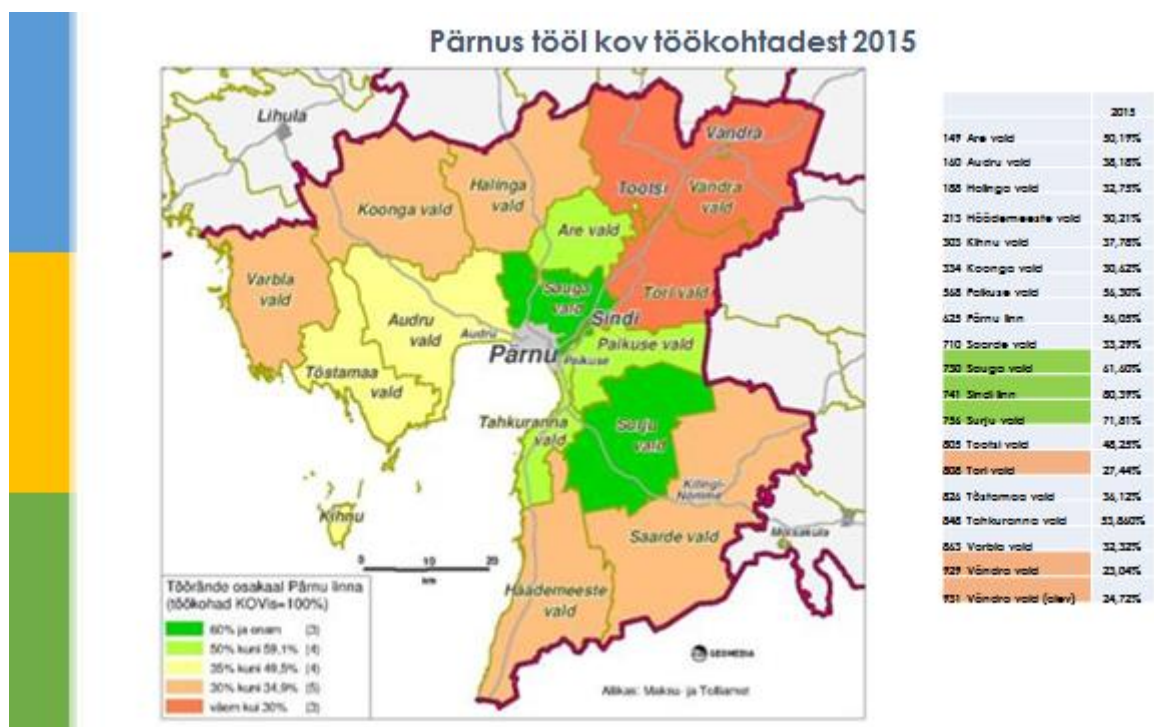 Pärnus tööl kov töökohtadest 2015
Lihula
Vändra
Halinga
vald
Tootsi
Vändra
vald
Koonga vald
Are vald
Varbla
vald
Sauga
vald
Tori vald
Audru
vald
Audru
Sindi
Pärnu
Paikuse
Paikuse vald
Tõstamaa
vald
Tahkuranna
vald
Surju
vald
Kilingi-
Nõmme
Kihnu
Saarde vald
Mõisaküla
Häädemeeste
vald
0 10 20
km
Töörände osakaal Pärnu linna
(töökohad KOVis=100%)
60% ja enam (3)
50% kuni 59,1% (4)
35% kuni 49,5% (4)
30% kuni 34,9% (5)
väem kui 30% (3)
GEOMEDIA
Allikas: Maksu- ja Tolliamet
2015
149 Are vald 50,19%
160 Audru vald 38,18%
188 Halinga vald 32,75%
213 Häädemeeste vald 30,21%
303 Kihnu vald 37,78%
334 Koonga vald 30,62%
568 Paikuse vald 56,30%
625 Pärnu linn 56,05%
710 Saarde vald 33,29%
730 Sauga vald 61,60%
741 Sindi linn 80,39%
756 Surju vald 71,81%
805 Tootsi vald 48,25%
808 Tori vald 27,44%
826 Tõstamaa vald 36,12%
848 Tahkuranna vald 53,860%
863 Varbla vald 32,32%
929 Vändra vald 23,04%
931 Vändra vald (alev) 24,72%